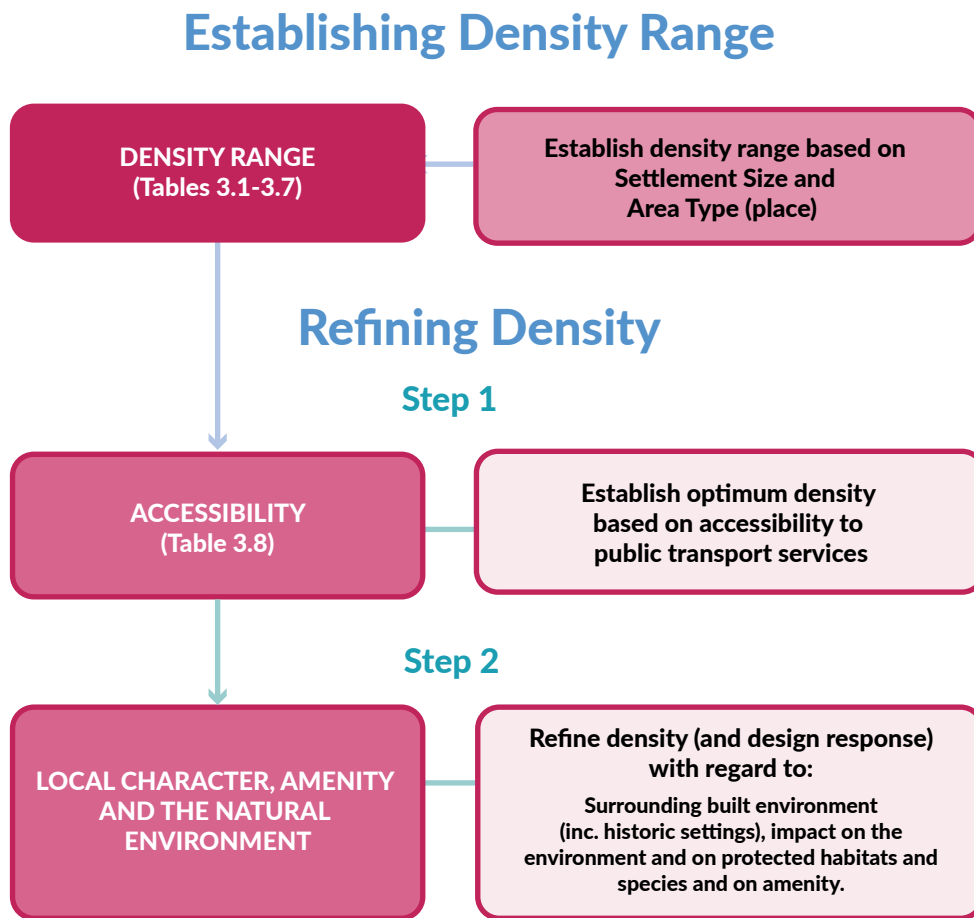 Establishing Density Range
DENSITY RANGE
(Tables 3.1-3.7)
Establish density range based on
Settlement Size and
Area Type (place)
Refining Density
Step 1
ACCESSIBILITY
(Table 3.8)
Establish optimum density
based on accessibility to
public transport services
Step 2
LOCAL CHARACTER, AMENITY
AND THE NATURAL
ENVIRONMENT
Refine density (and design response)
with regard to:
Surrounding built environment
(inc. historic settings), impact on the
environment and on protected habitats and
species and on amenity.